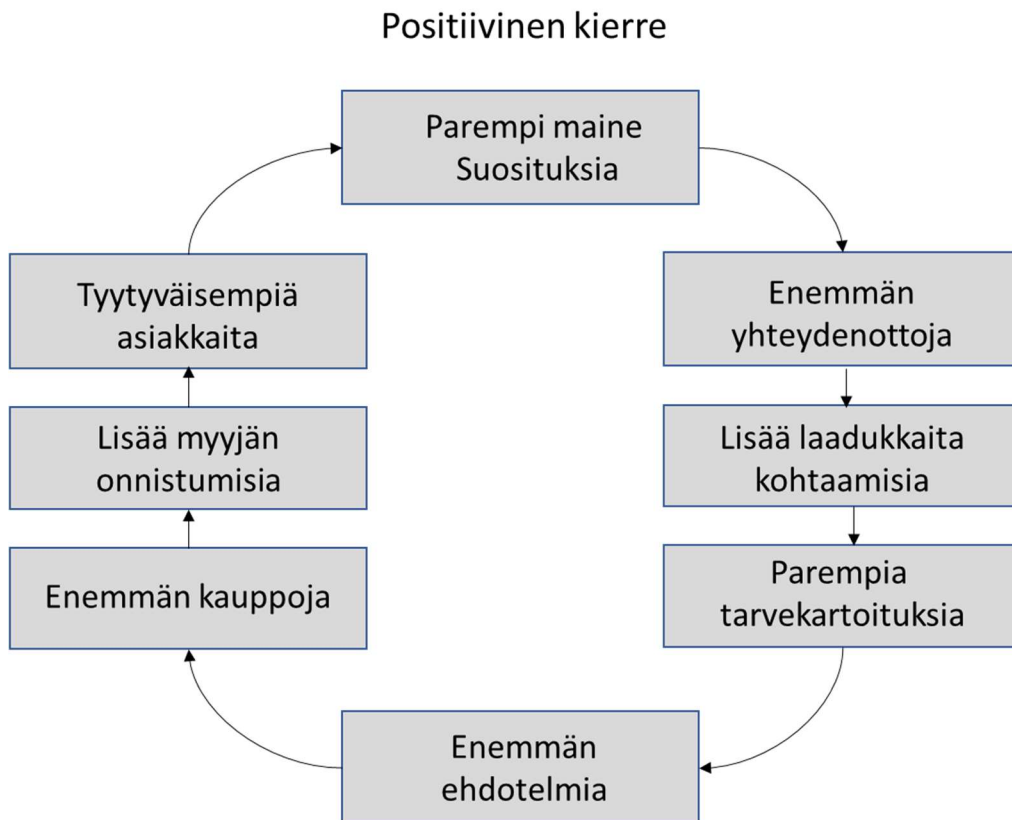 Positiivinen kierre
Parempi maine
Suosituksia
Enemmän
yhteydenottoja
Lisää laadukkaita
kohtaamisia
Parempia
tarvekartoituksia
Enemmän
ehdotelmia
Enemmän kauppoja
Lisää myyjän
onnistumisia
Tyytyväisempiä
asiakkaita